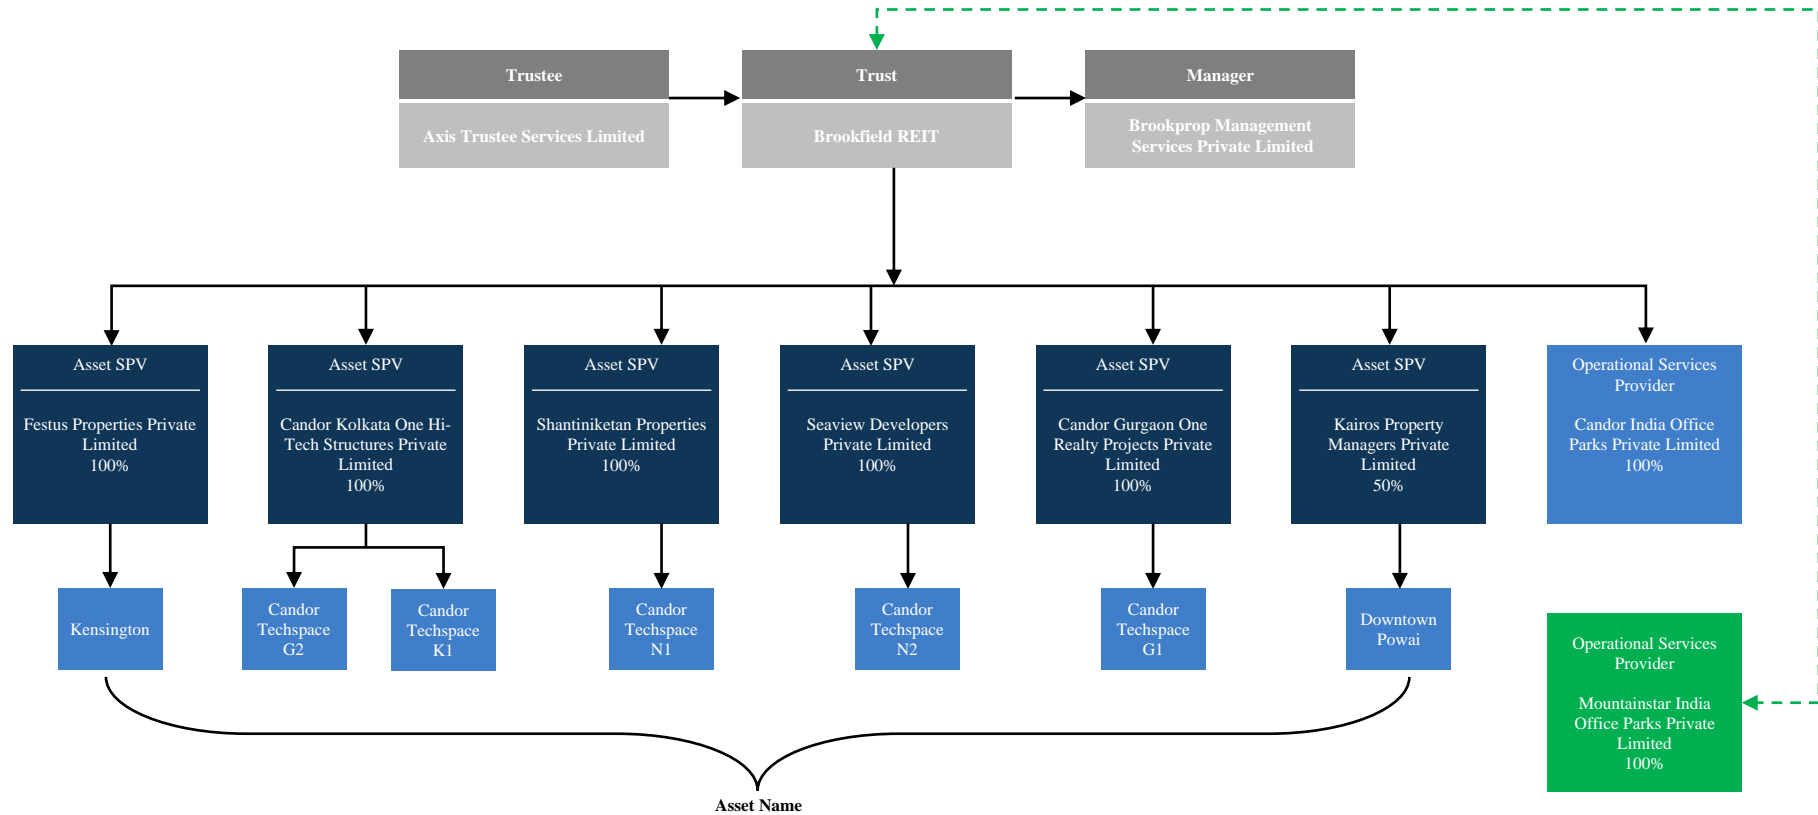 Trustee
Axis Trustee Services Limited
Trust
Brookfield REIT
Manager
Brookprop Management
Services Private Limited
Asset SPV
Festus Properties Private
Limited
100%
Asset SPV
Candor Kolkata One Hi-
Tech Structures Private
Limited
100%
Asset SPV
Shantiniketan Properties
Private Limited
100%
Asset SPV
Seaview Developers
Private Limited
100%
Asset SPV
Candor Gurgaon One
Realty Projects Private
Limited
100%
Asset SPV
Kairos Property
Managers Private
Limited
50%
Operational Services
Provider
Candor India Office
Parks Private Limited
100%
Kensington
Candor
Techspace
G2
Candor
Techspace
K1
Candor
Techspace
N1
Candor
Techspace
N2
Candor
Techspace
G1
Downtown
Powai
Operational Services
Provider
Mountainstar India
Office Parks Private
Limited
100%
Asset Name